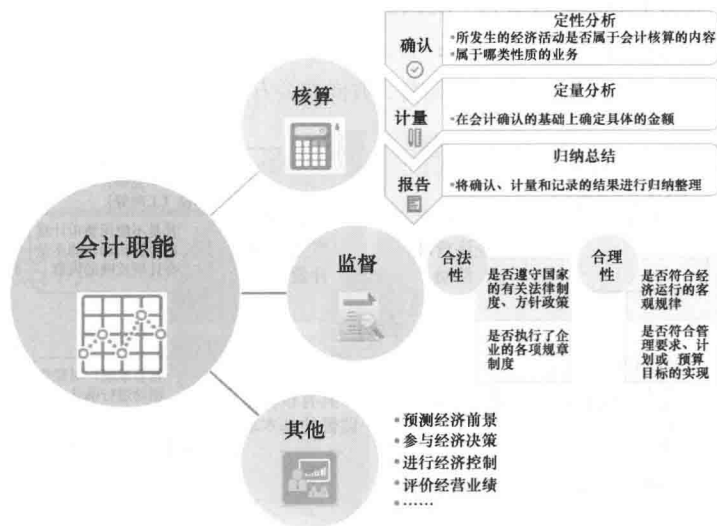 会计职能
核算
确认
定性分析
•所发生的经济活动是否属于会计核算的内容
•属于哪类性质的业务
计量
定量分析
•在会计确认的基础上确定具体的金额
报告
归纳总结
•将确认、计量和记录的结果进行归纳整理
监督
合法
性
是否遵守国家
的有关法律制
度、方针政策
是否执行了企
业的各项规章
制度
合理
性
是否符合经
济运行的客
观规律
是否符合管
理要求、计
划或 预算
目标的实现
其他
•预测经济前景
•参与经济决策
•进行经济控制
•评价经营业绩
•……